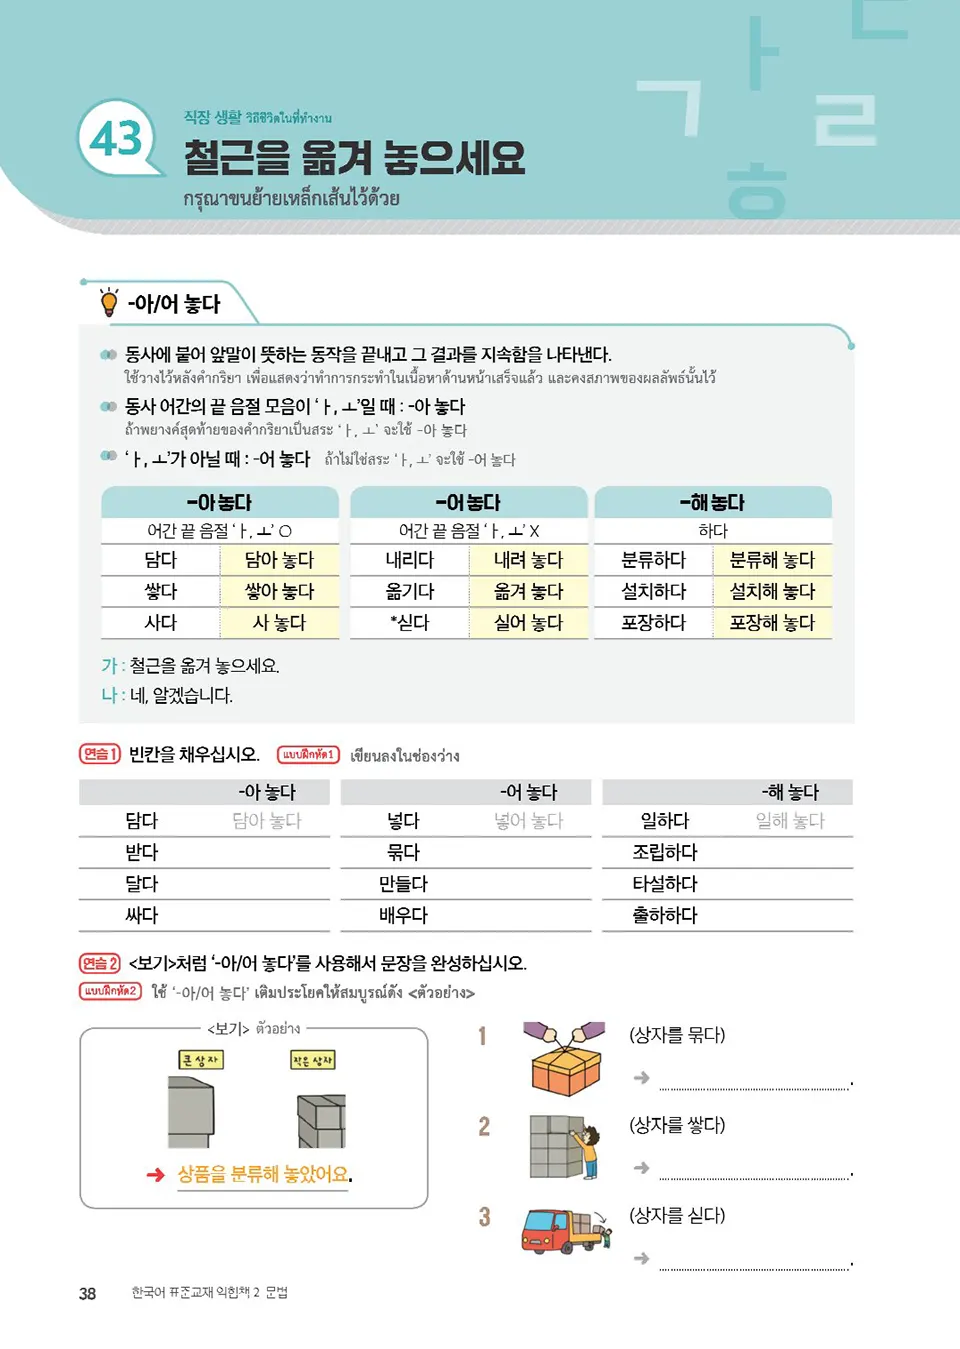 43
직장 생활 วิถีชีวิตในที่ทำงาน
철근을 옮겨 놓으세요
กรุณาขนย้ายเหล็กเส้นไว้ด้วย
-아/어 놓다
동사에 붙어 앞말이 뜻하는 동작을 끝내고 그 결과를 지속함을 나타낸다.
ใช้วางไว้หลังคำกริยา เพื่อแสดงว่าทำการกระทำในเนื้อหาด้านหน้าเสร็จแล้ว และคงสภาพของผลลัพธ์นั้นไว้
동사 어간의 끝 음절 모음이 ‘ㅏ, ㅗ’일 때 : -아 놓다
ถ้าพยางค์สุดท้ายของคำกริยาเป็นสระ ‘ㅏ, ㅗ’ จะใช้ -아 놓다
‘ㅏ, ㅗ’가 아닐 때 : -어 놓다 ถ้าไม่ใช่สระ ‘ㅏ, ㅗ’ จะใช้ -어 놓다
-아 놓다 -어 놓다 -해 놓다
어간 끝 음절 ‘ㅏ, ㅗ’ O 어간 끝 음절 ‘ㅏ, ㅗ’ X 하다
담다 담아 놓다 내리다 내려 놓다 분류하다 분류해 놓다
쌓다 쌓아 놓다 옮기다 옮겨 놓다 설치하다 설치해 놓다
사다 사 놓다 *싣다 실어 놓다 포장하다 포장해 놓다
가 : 철근을 옮겨 놓으세요.
나 : 네, 알겠습니다.
연습 1 빈칸을 채우십시오. แบบฝึกหัด1 เขียนลงในช่องว่าง
-아 놓다 -어 놓다 -해 놓다
담다 담아 놓다 넣다 넣어 놓다 일하다 일해 놓다
받다 묶다 조립하다
달다 만들다 타설하다
싸다 배우다 출하하다
연습 2 <보기>처럼 ‘-아/어 놓다’를 사용해서 문장을 완성하십시오.
แบบฝึกหัด2 ใช้ ‘-아/어 놓다’ เติมประโยคให้สมบูรณ์ดัง <ตัวอย่าง>
<보기> ตัวอย่าง
큰 상자 작은 상자
➔ 상품을 분류해 놓았어요.
1 (상자를 묶다)
➔ .
2 (상자를 쌓다)
➔ .
3 (상자를 싣다)
➔ .
38 한국어 표준교재 익힘책 2 문법
ㄱ
ㅏ
ㄹ
ㅎ
ㄷ